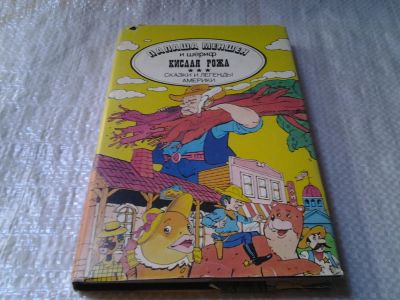 ПАПАША МЕНШЕН
и шериф
КИСЛАЯ РОЖА
СКАЗКИ И ЛЕГЕНДЫ
АМЕРИКИ